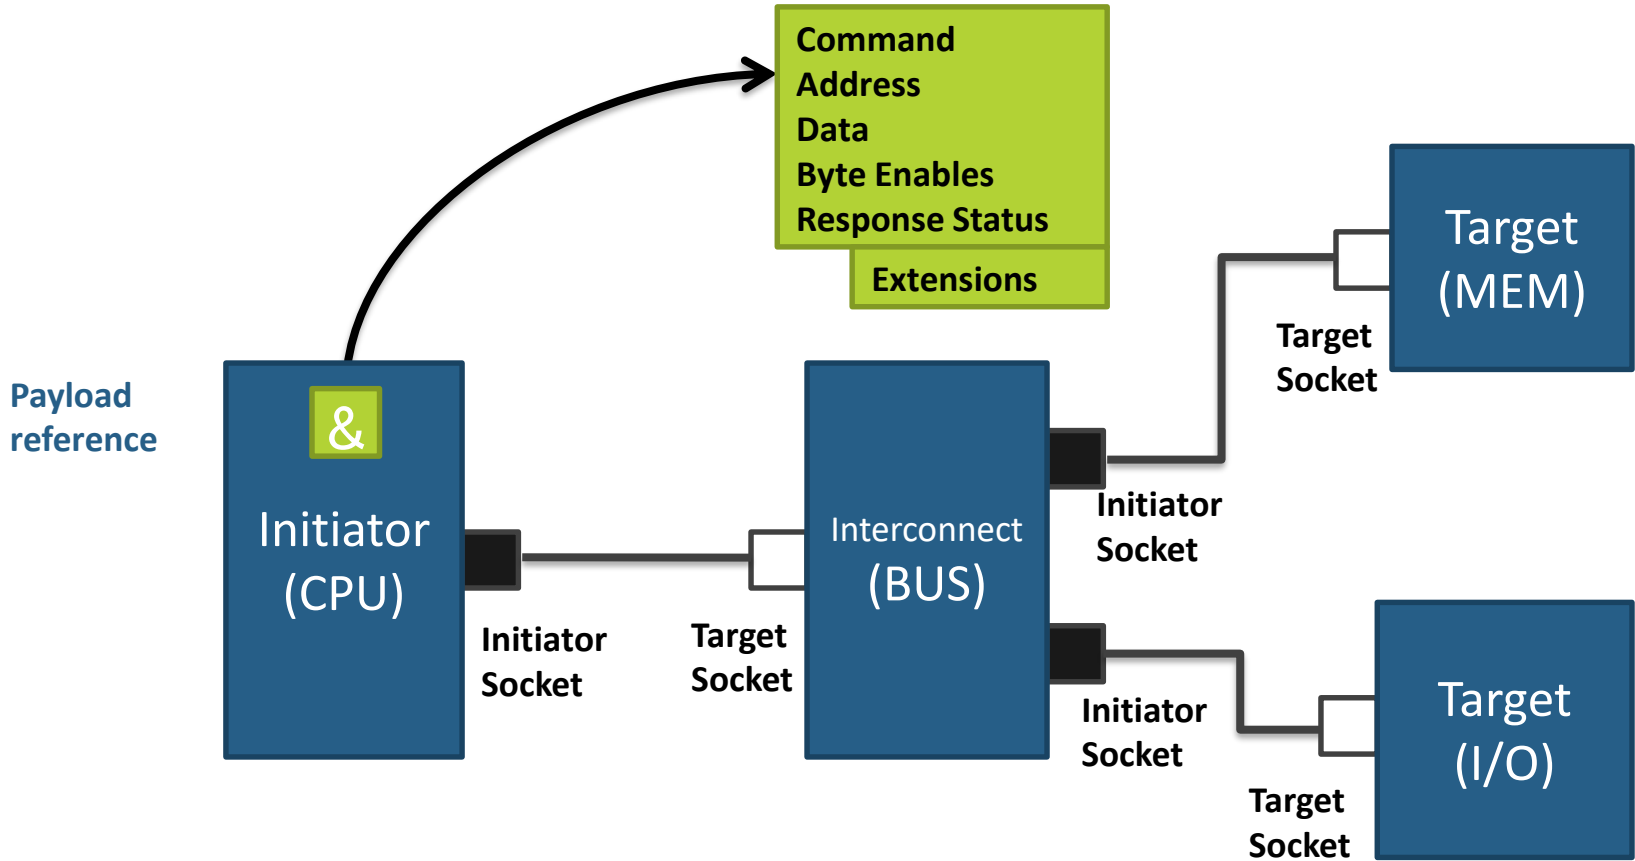 Command
Address
Data
Byte Enables
Response Status
Extensions
Target
(MEM)
Target
Socket
Payload
reference
&
Initiator
(CPU)
Initiator
Socket
Target
Socket
Interconnect
(BUS)
Initiator
Socket
Initiator
Socket
Target
(I/O)
Target
Socket